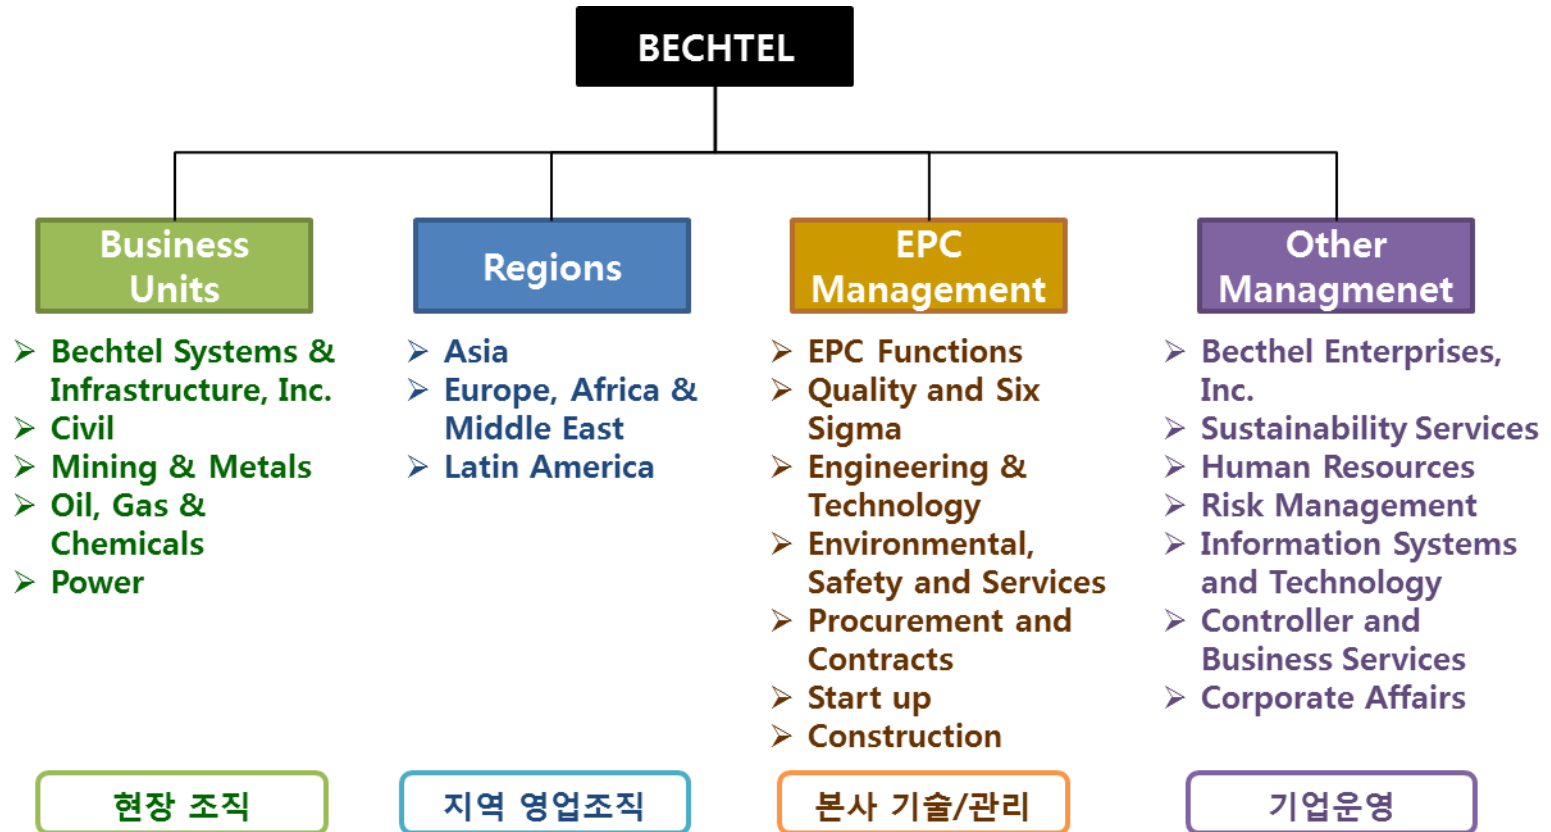 BECHTEL
Business
Units
➢ Bechtel Systems &
Infrastructure, Inc.
➢ Civil
➢ Mining & Metals
➢ Oil, Gas &
Chemicals
➢ Power
현장 조직
Regions
➢ Asia
➢ Europe, Africa &
Middle East
➢ Latin America
지역 영업조직
EPC
Management
➢ EPC Functions
➢ Quality and Six
Sigma
➢ Engineering &
Technology
➢ Environmental,
Safety and Services
➢ Procurement and
Contracts
➢ Start up
➢ Construction
본사 기술/관리
Other
Managmenet
➢ Becthel Enterprises,
Inc.
➢ Sustainability Services
➢ Human Resources
➢ Risk Management
➢ Information Systems
and Technology
➢ Controller and
Business Services
➢ Corporate Affairs
기업운영